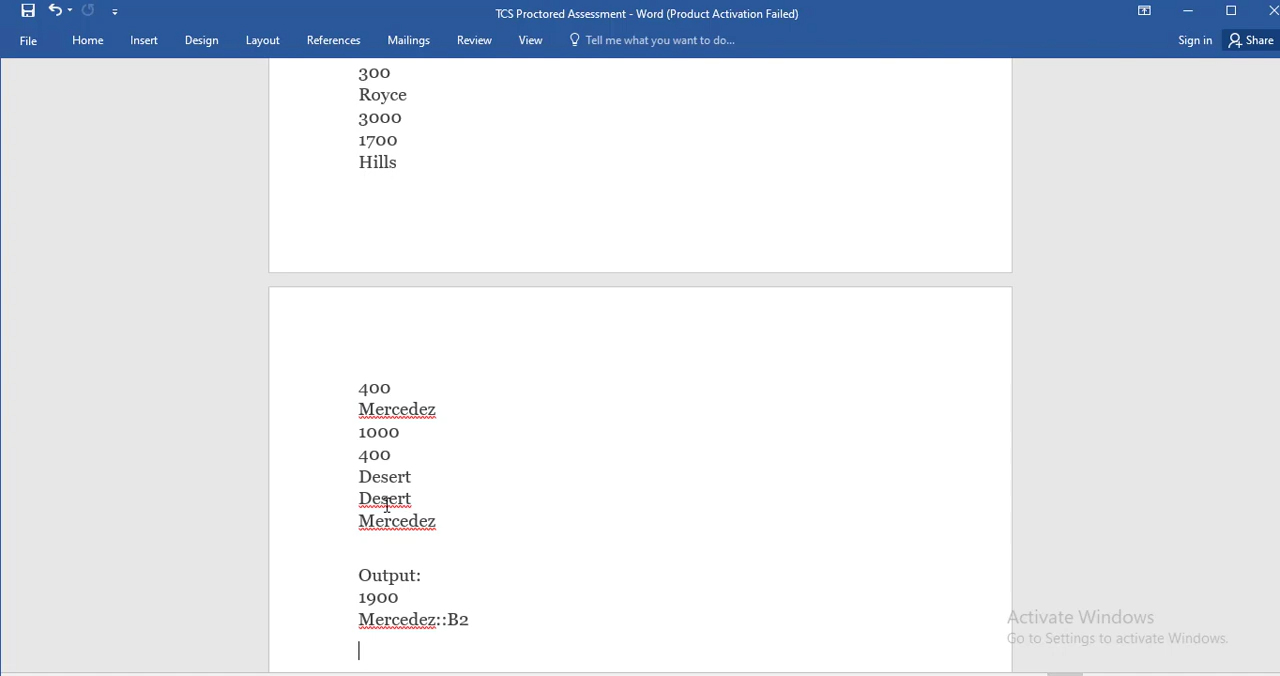 TCS Proctored Assessment - Word (Product Activation Failed)
File Home Insert Design Layout References Mailings Review View Tell me what you want to do... Sign in Share
300
Royce
3000
1700
Hills
400
Mercedez
1000
400
Desert
Desert
Mercedez
Output:
1900
Mercedez::B2
Activate Windows
Go to Settings to activate Windows.